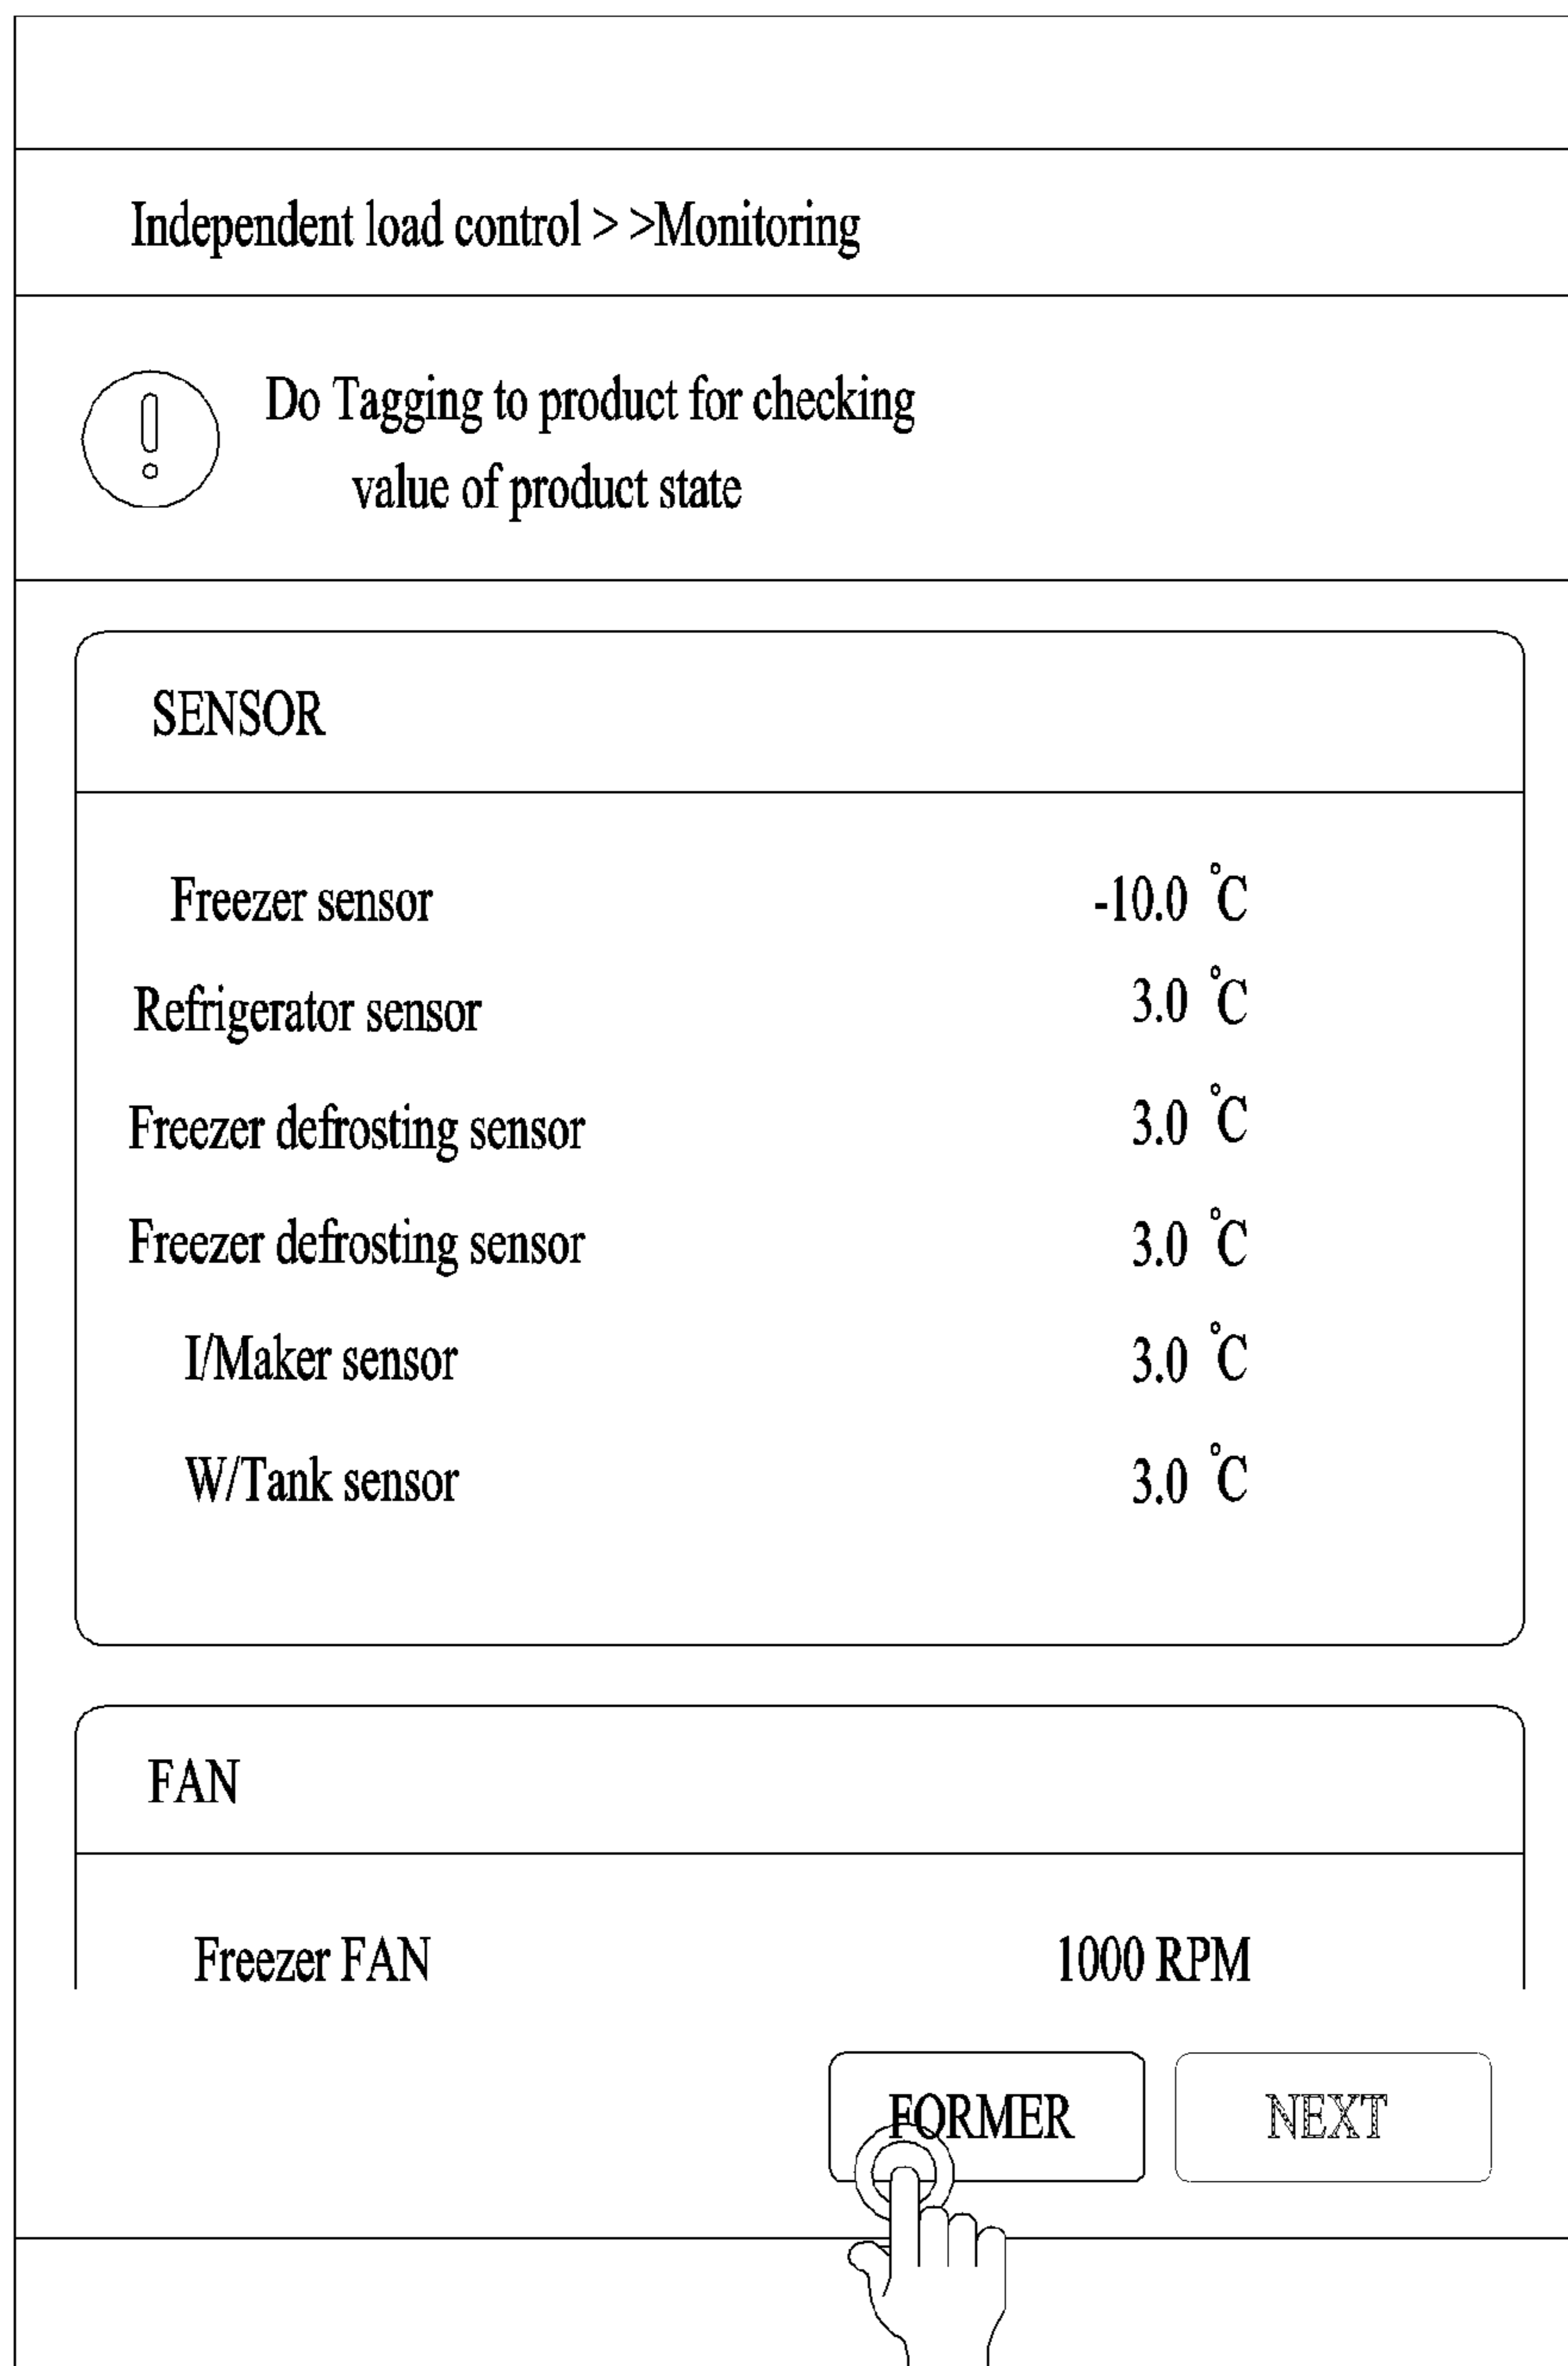 Independent load control > >Monitoring
Do Tagging to product for checking
value of product state
SENSOR
Freezer sensor -10.0 °C
Refrigerator sensor 3.0 °C
Freezer defrosting sensor 3.0 °C
Freezer defrosting sensor 3.0 °C
I/Maker sensor 3.0 °C
W/Tank sensor 3.0 °C
FAN
Freezer FAN 1000 RPM
FORMER NEXT